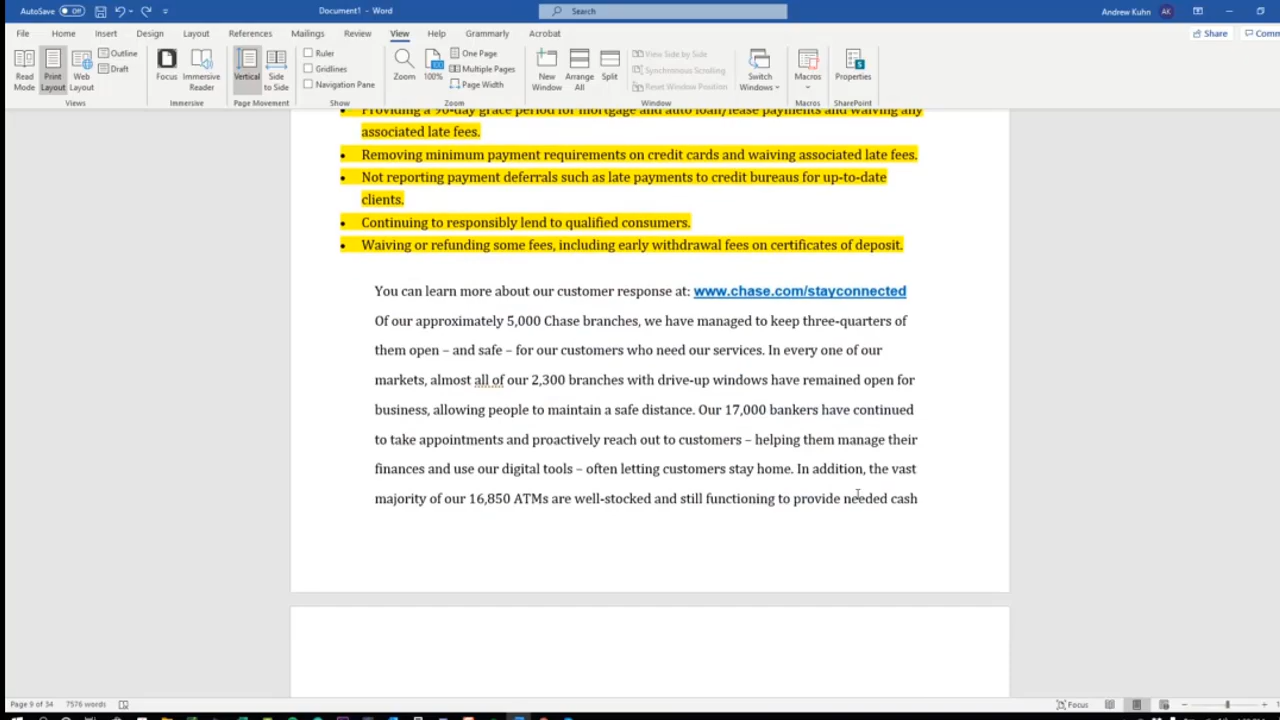 AutoSave Off Document1 - Word Search Andrew Kuhn AK
File Home Insert Design Layout References Mailings Review View Help Grammarly Acrobat Share Comm
Read Mode Print Layout Web Layout Outline Draft Focus Immersive Reader Vertical Side to Side Ruler Gridlines Navigation Pane Zoom 100% One Page Multiple Pages Page Width New Window Arrange All Split View Side by Side Synchronous Scrolling Reset Window Position Switch Windows Macros Properties
Views Immersive Page Movement Show Zoom Window Macros SharePoint
• Providing a 90-day grace period for mortgage and auto loan/lease payments and waiving any
associated late fees.
• Removing minimum payment requirements on credit cards and waiving associated late fees.
• Not reporting payment deferrals such as late payments to credit bureaus for up-to-date
clients.
• Continuing to responsibly lend to qualified consumers.
• Waiving or refunding some fees, including early withdrawal fees on certificates of deposit.
You can learn more about our customer response at: www.chase.com/stayconnected
Of our approximately 5,000 Chase branches, we have managed to keep three-quarters of
them open – and safe – for our customers who need our services. In every one of our
markets, almost all of our 2,300 branches with drive-up windows have remained open for
business, allowing people to maintain a safe distance. Our 17,000 bankers have continued
to take appointments and proactively reach out to customers – helping them manage their
finances and use our digital tools – often letting customers stay home. In addition, the vast
majority of our 16,850 ATMs are well-stocked and still functioning to provide needed cash
Page 9 of 34 7576 words Focus